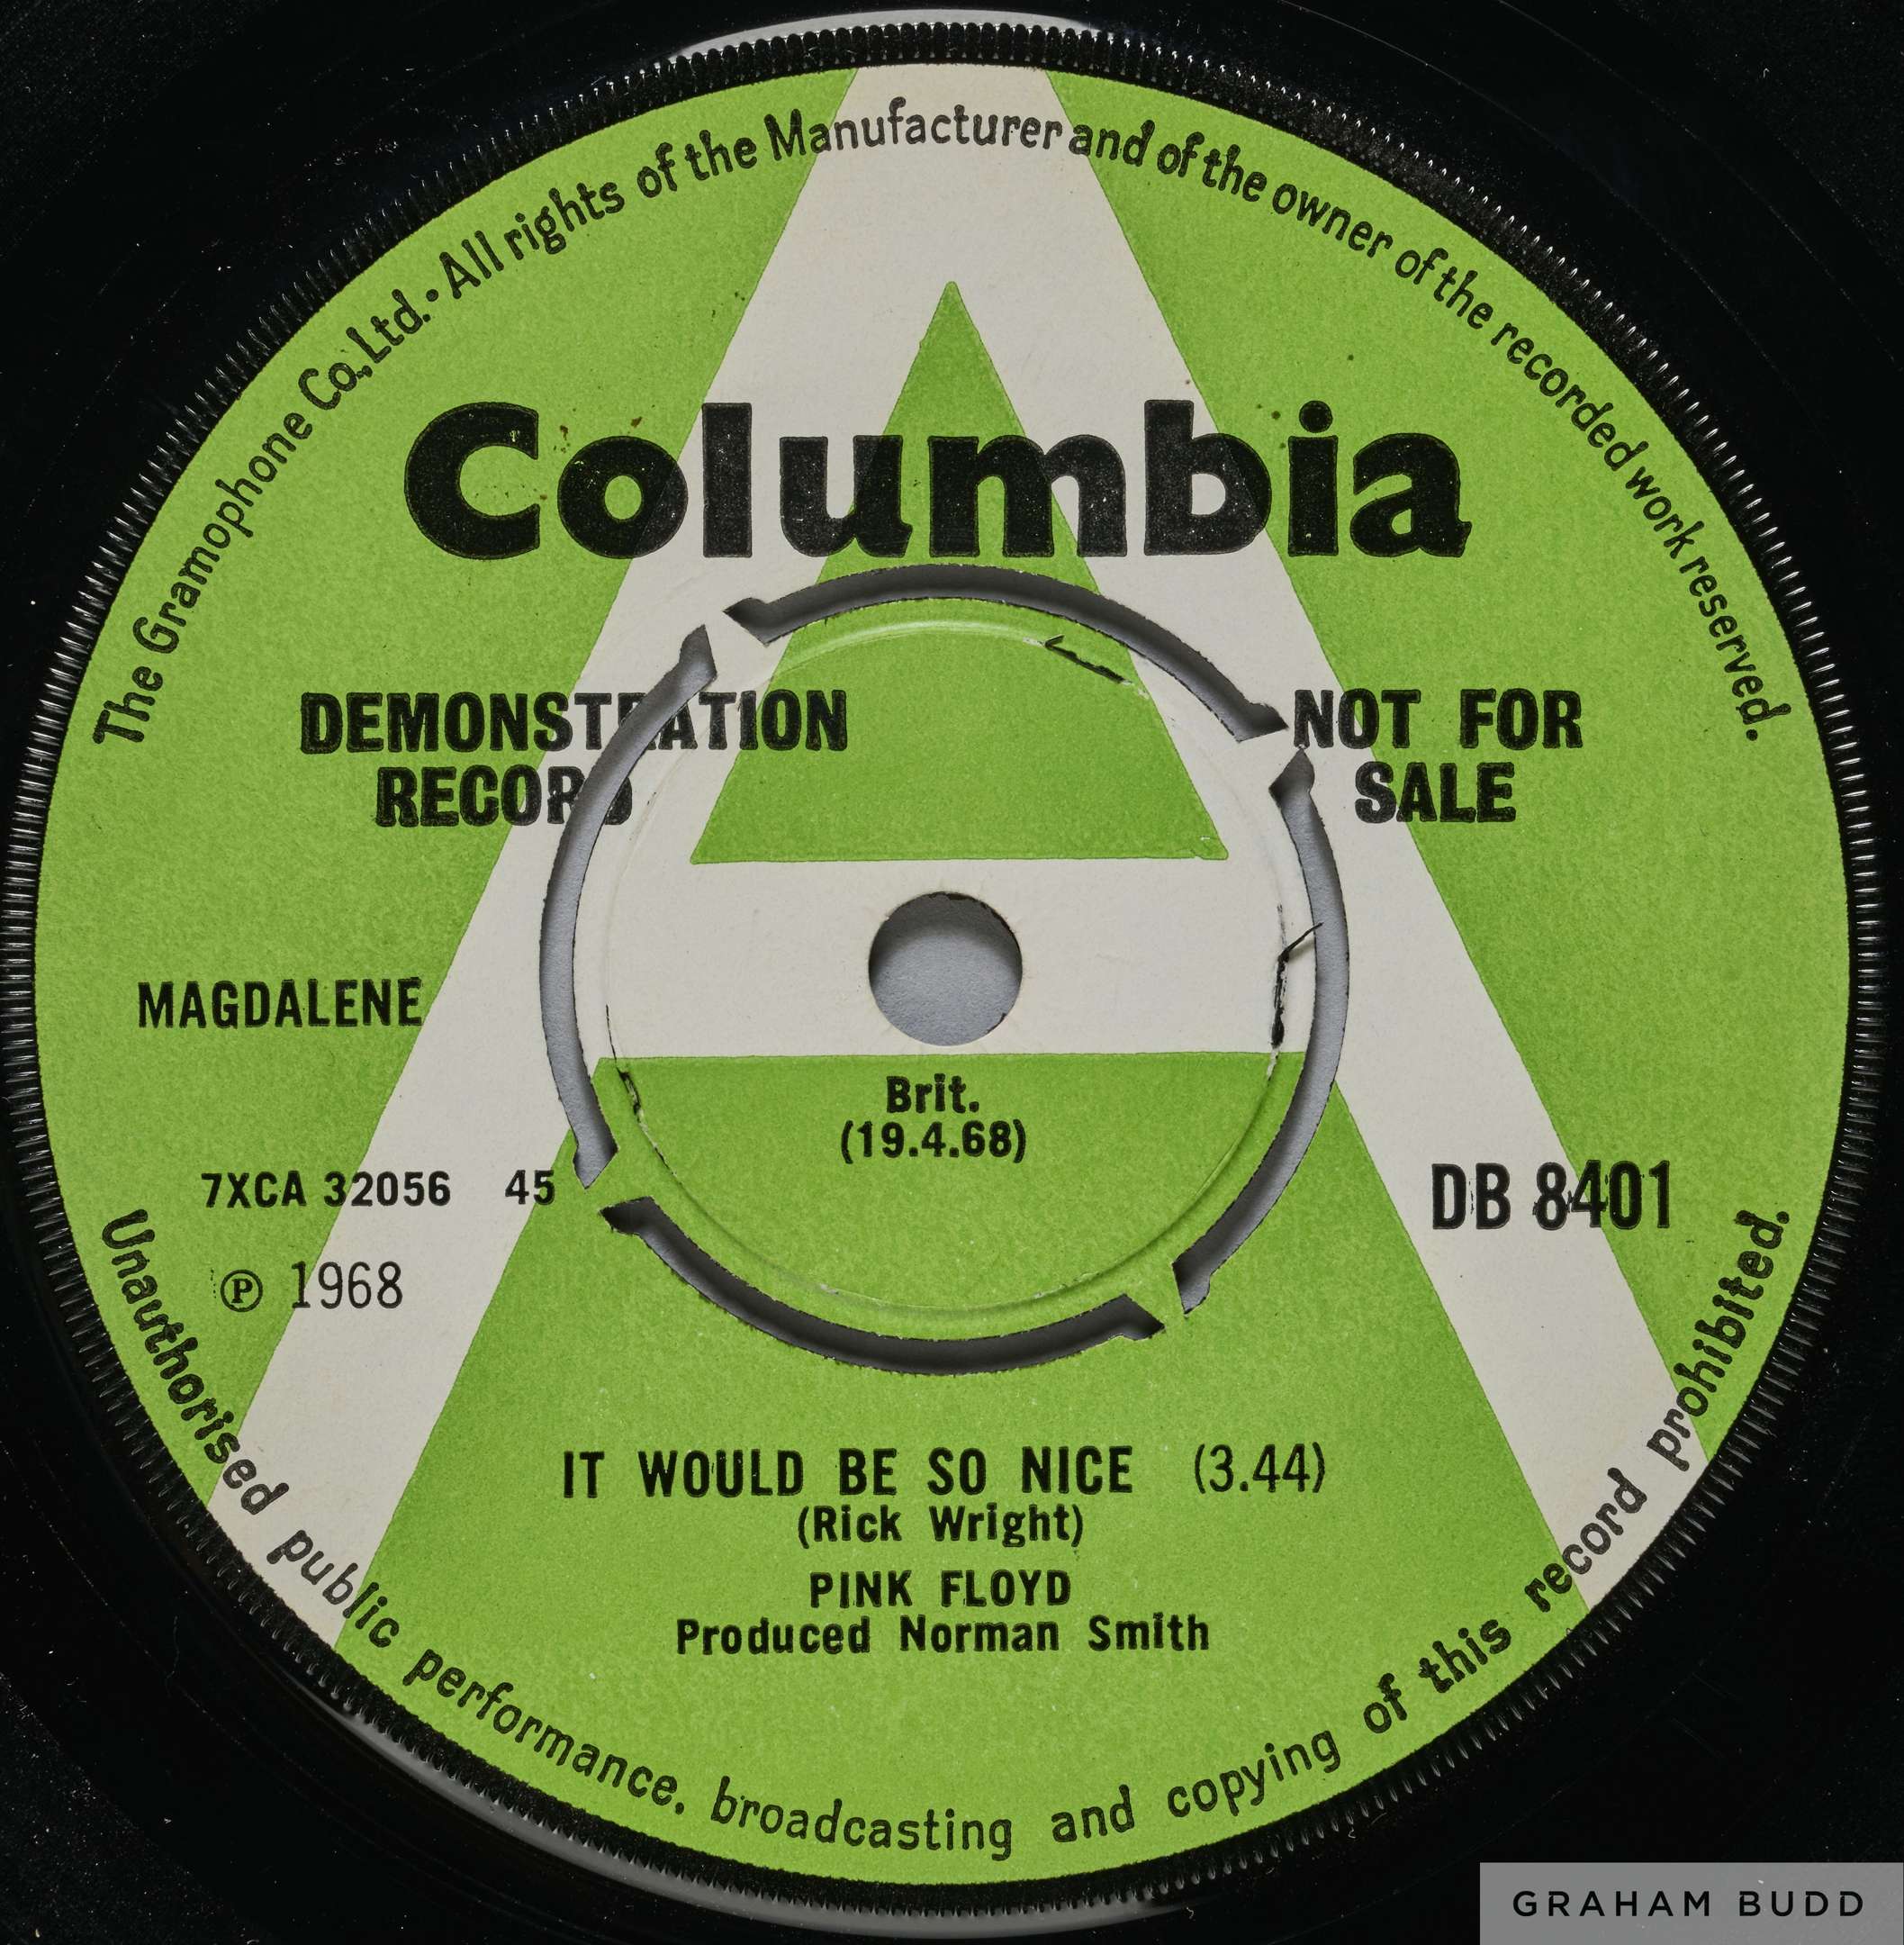 The Gramophone Co., Ltd. • All rights of the Manufacturer and of the owner of the recorded work reserved.
Columbia
DEMONSTRATION
RECORD
NOT FOR
SALE
MAGDALENE
Brit.
(19.4.68)
7XCA 32056 45
DB 8401
℗ 1968
IT WOULD BE SO NICE (3.44)
(Rick Wright)
PINK FLOYD
Produced Norman Smith
Unauthorised public performance. broadcasting and copying of this record prohibited.
GRAHAM BUDD